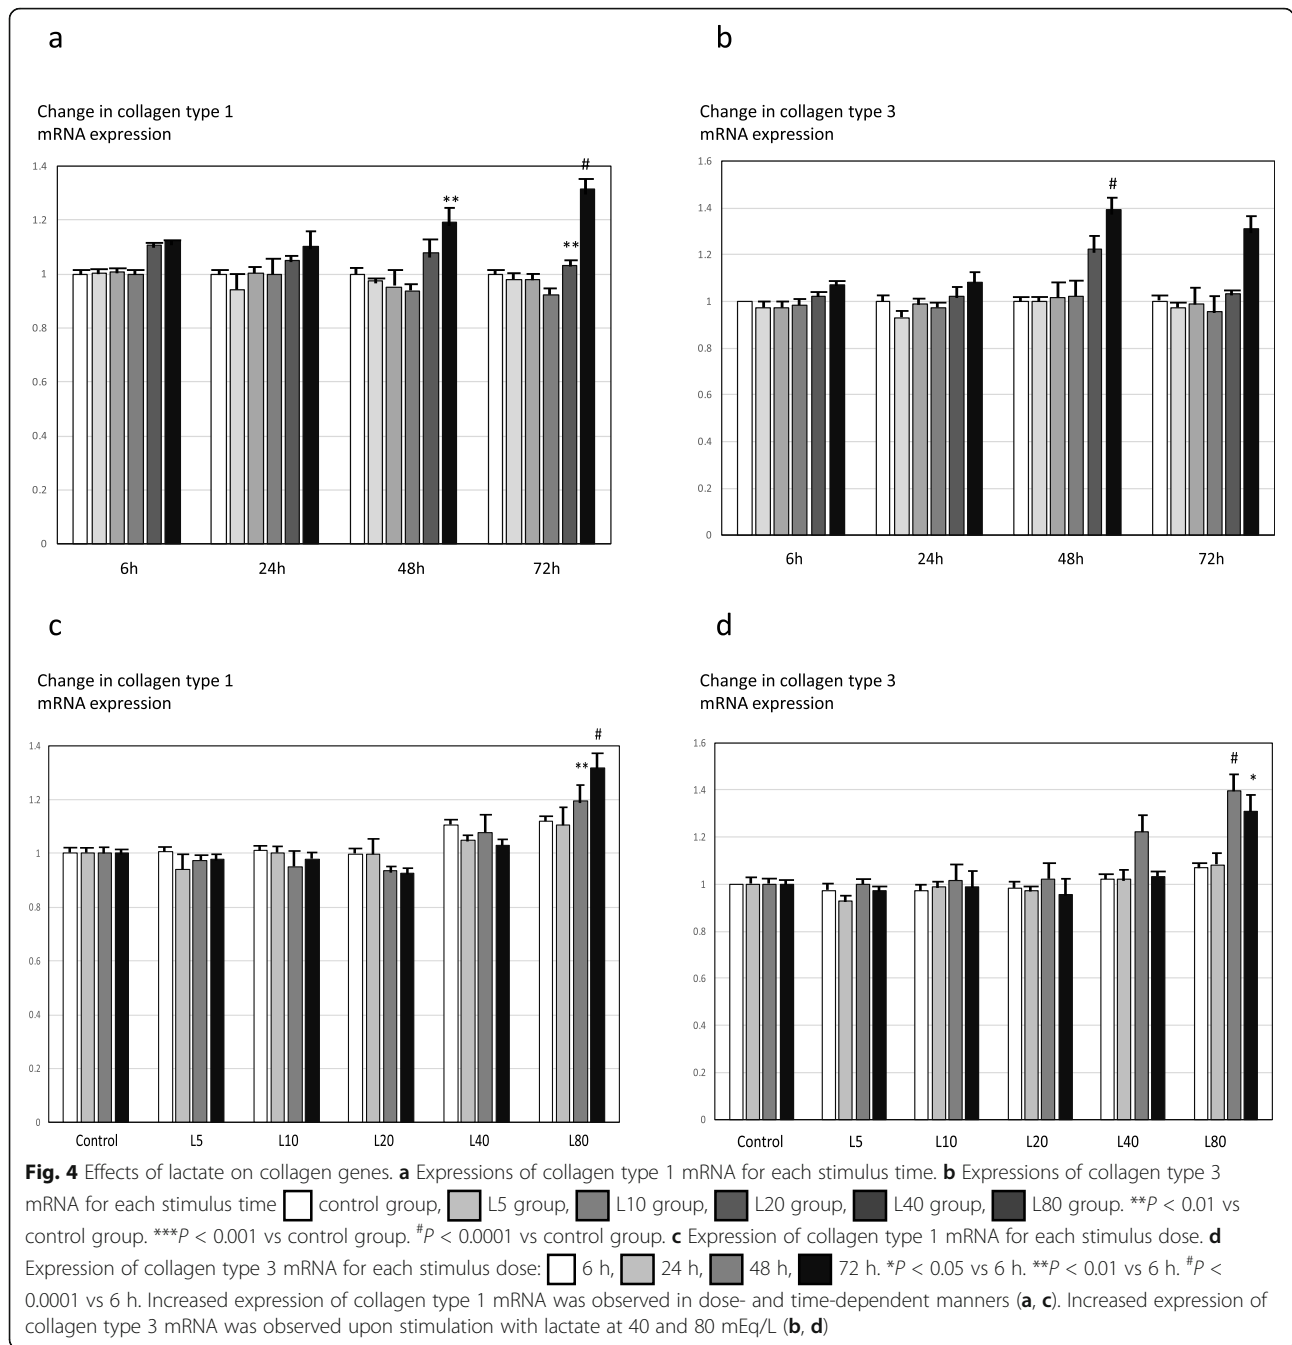 a
Change in collagen type 1
mRNA expression
1.4
1.2
1
0.8
0.6
0.4
0.2
0
**
**
#
6h 24h 48h 72h
b
Change in collagen type 3
mRNA expression
1.6
1.4
1.2
1
0.8
0.6
0.4
0.2
0
#
6h 24h 48h 72h
c
Change in collagen type 1
mRNA expression
1.4
1.2
1
0.8
0.6
0.4
0.2
0
**
#
Control L5 L10 L20 L40 L80
d
Change in collagen type 3
mRNA expression
1.6
1.4
1.2
1
0.8
0.6
0.4
0.2
0
#
*
Control L5 L10 L20 L40 L80
Fig. 4 Effects of lactate on collagen genes. a Expressions of collagen type 1 mRNA for each stimulus time. b Expressions of collagen type 3
mRNA for each stimulus time control group, L5 group, L10 group, L20 group, L40 group, L80 group. **P < 0.01 vs
control group. ***P < 0.001 vs control group. #P < 0.0001 vs control group. c Expression of collagen type 1 mRNA for each stimulus dose. d
Expression of collagen type 3 mRNA for each stimulus dose: 6 h, 24 h, 48 h, 72 h. *P < 0.05 vs 6 h. **P < 0.01 vs 6 h. #P <
0.0001 vs 6 h. Increased expression of collagen type 1 mRNA was observed in dose- and time-dependent manners (a, c). Increased expression of
collagen type 3 mRNA was observed upon stimulation with lactate at 40 and 80 mEq/L (b, d)